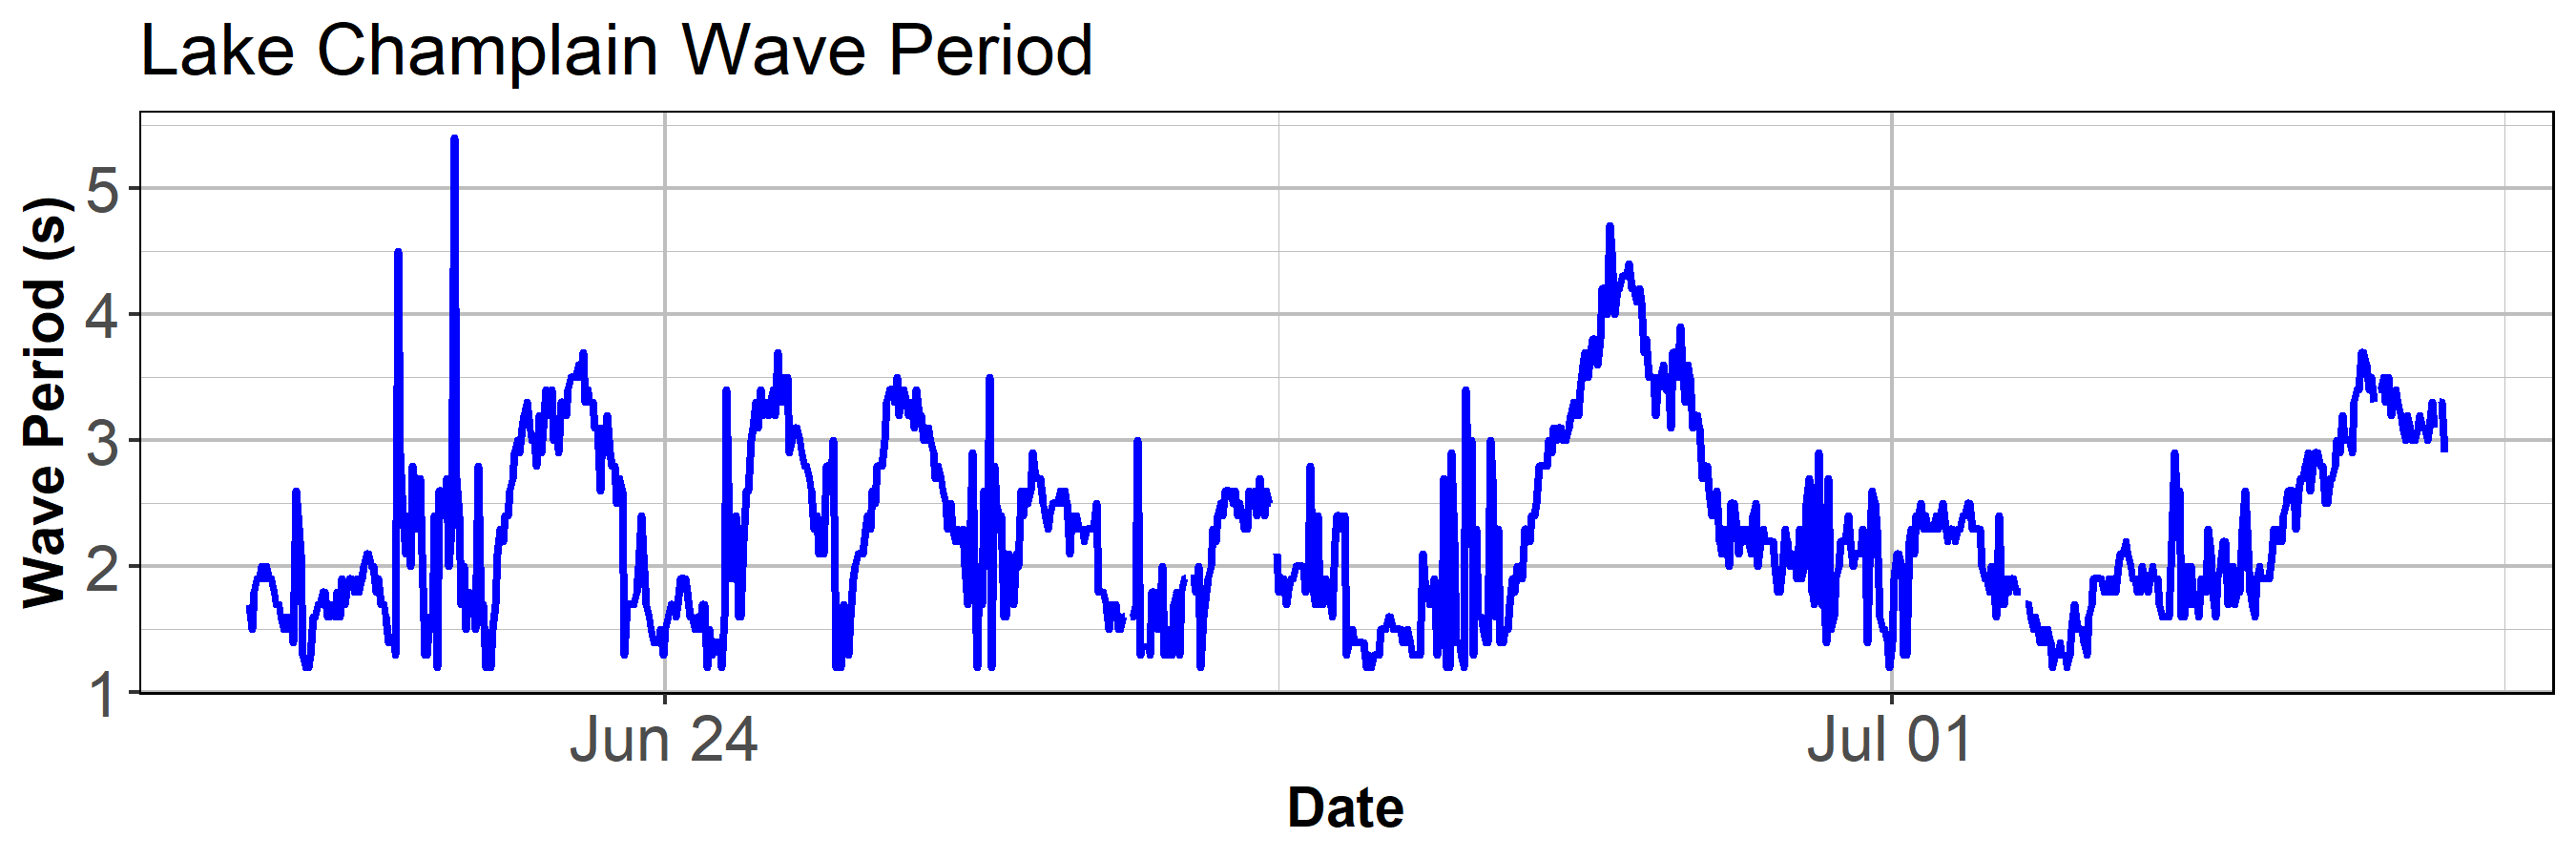 Lake Champlain Wave Period
Wave Period (s)
5
4
3
2
1
Jun 24
Jul 01
Date